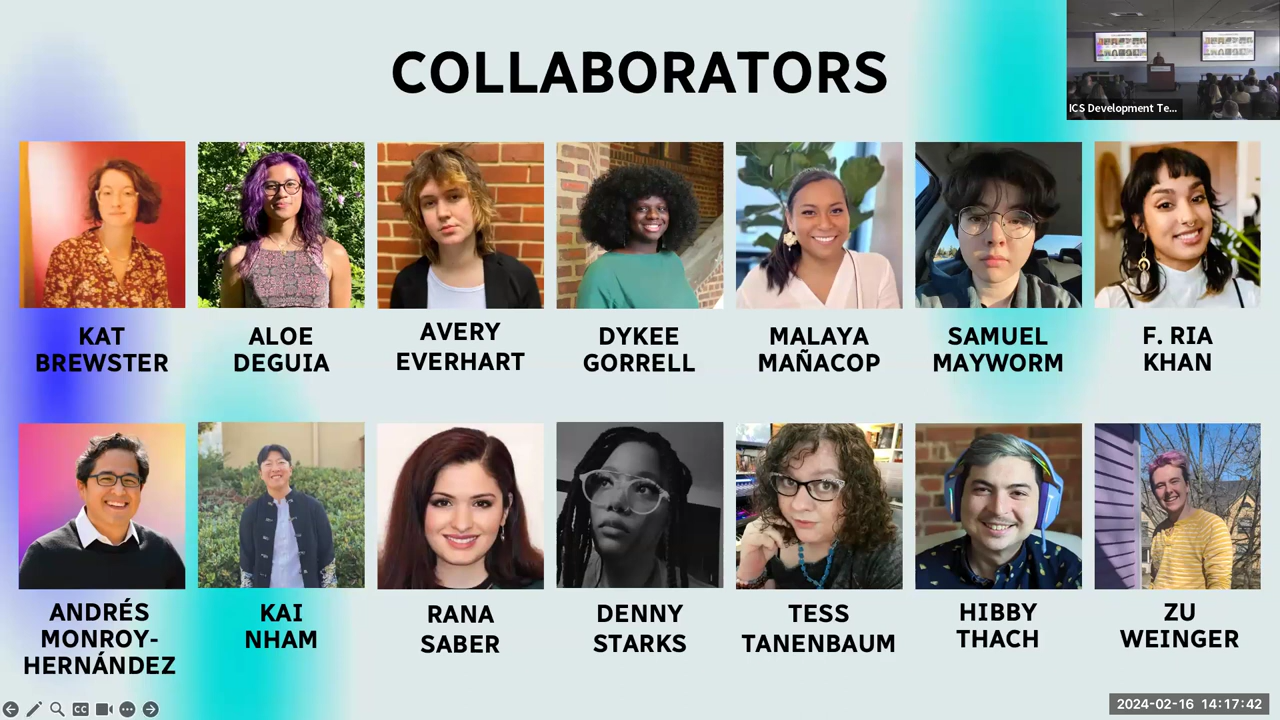 COLLABORATORS
ICS Development Te...
KAT
BREWSTER
ALOE
DEGUIA
AVERY
EVERHART
DYKEE
GORRELL
MALAYA
MAÑACOP
SAMUEL
MAYWORM
F. RIA
KHAN
ANDRÉS
MONROY-
HERNÁNDEZ
KAI
NHAM
RANA
SABER
DENNY
STARKS
TESS
TANENBAUM
HIBBY
THACH
ZU
WEINGER
CC
2024-02-16 14:17:42